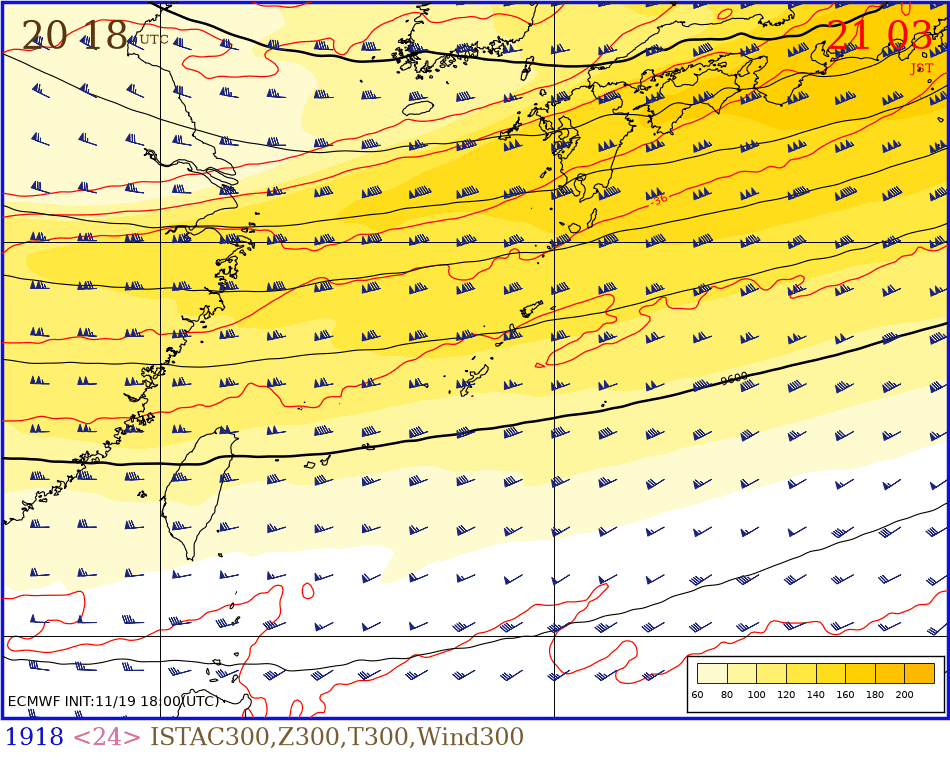 20 18 UTC
21 03
JST
-36
9600
60 80 100 120 140 160 180 200
ECMWF INIT:11/19 18:00(UTC)
1918 <24> ISTAC300,Z300,T300,Wind300